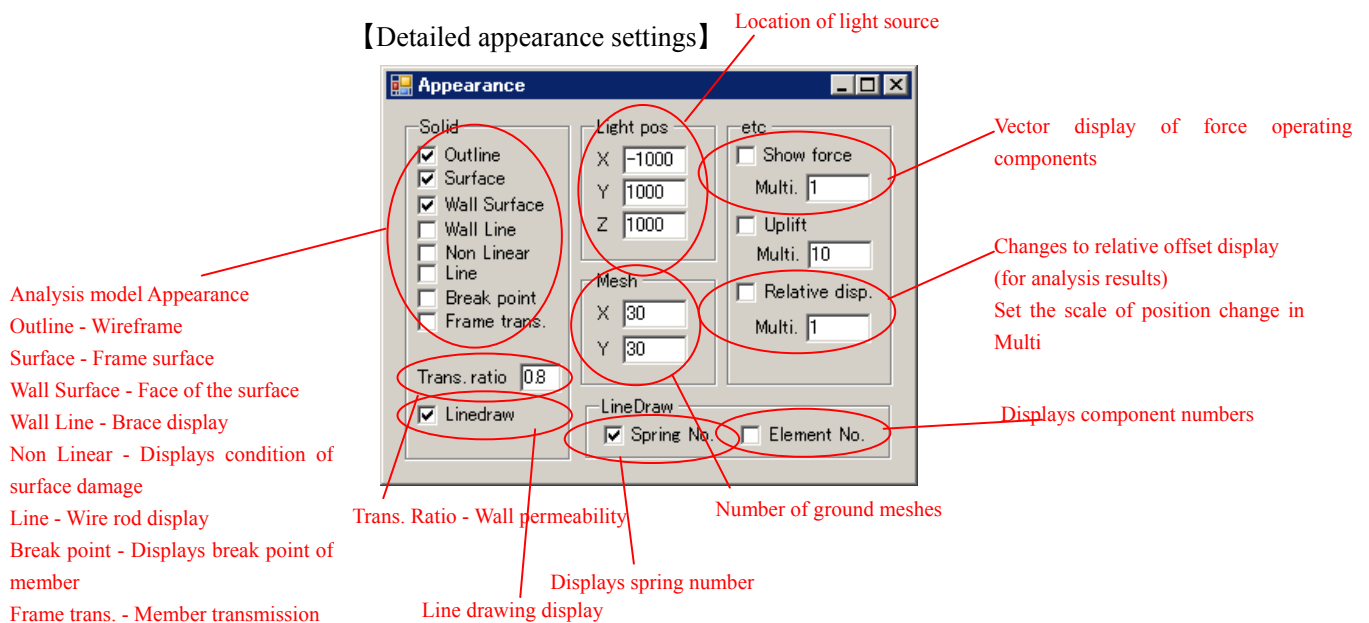 Location of light source
【Detailed appearance settings】
Appearance
Solid
Outline
Surface
Wall Surface
Wall Line
Non Linear
Line
Break point
Frame trans.
Trans. ratio 0.8
Linedraw
Light pos
X -1000
Y 1000
Z 1000
Mesh
X 30
Y 30
etc
Show force
Multi. 1
Uplift
Multi. 10
Relative disp.
Multi. 1
LineDraw
Spring No.
Element No.
Vector display of force operating
components
Changes to relative offset display
(for analysis results)
Set the scale of position change in
Multi
Displays component numbers
Analysis model Appearance
Outline - Wireframe
Surface - Frame surface
Wall Surface - Face of the surface
Wall Line - Brace display
Non Linear - Displays condition of
surface damage
Line - Wire rod display
Break point - Displays break point of
member
Frame trans. - Member transmission
Trans. Ratio - Wall permeability
Number of ground meshes
Displays spring number
Line drawing display